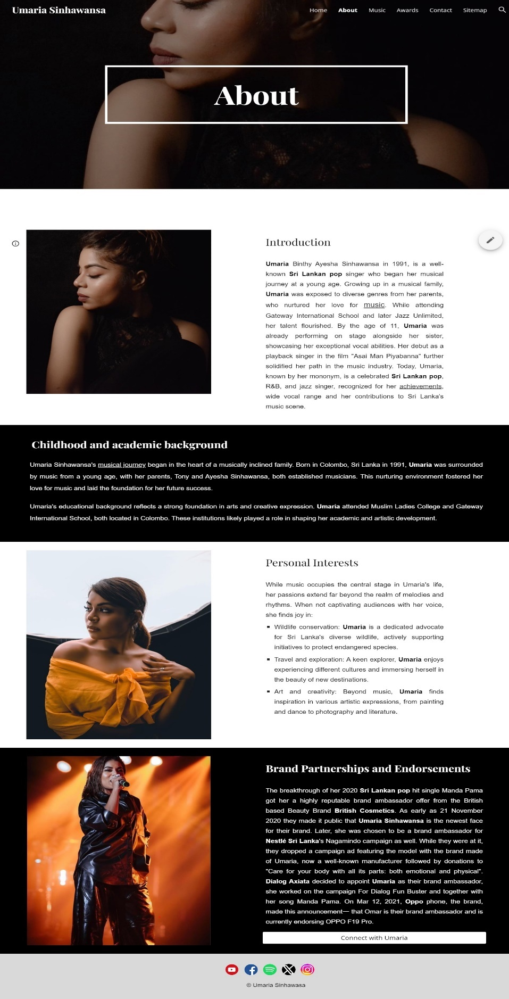 Umaria Sinhawansa
Home About Music Awards Contact Sitemap
About
Introduction
Umaria Binthy Ayesha Sinhawansa in 1991, is a well-
known Sri Lankan pop singer who began her musical
journey at a young age. Growing up in a musical family,
Umaria was exposed to diverse genres from her parents,
who nurtured her love for music. While attending
Gateway International School and later Jazz Unlimited,
her talent flourished. By the age of 11, Umaria was
already performing on stage alongside her sister,
showcasing her exceptional vocal abilities. Her debut as a
playback singer in the film "Asai Man Piyabanna" further
solidified her path in the music industry. Today, Umaria,
known by her mononym, is a celebrated Sri Lankan pop,
R&B, and jazz singer, recognized for her achievements,
wide vocal range and her contributions to Sri Lanka's
music scene.
Childhood and academic background
Umaria Sinhawansa's musical journey began in the heart of a musically inclined family. Born in Colombo, Sri Lanka in 1991, Umaria was surrounded
by music from a young age, with her parents, Tony and Ayesha Sinhawansa, both established musicians. This nurturing environment fostered her
love for music and laid the foundation for her future success.
Umaria's educational background reflects a strong foundation in arts and creative expression. Umaria attended Muslim Ladies College and Gateway
International School, both located in Colombo. These institutions likely played a role in shaping her academic and artistic development.
Personal Interests
While music occupies the central stage in Umaria's life,
her passions extend far beyond the realm of melodies and
rhythms. When not captivating audiences with her voice,
she finds joy in:
▪ Wildlife conservation: Umaria is a dedicated advocate
for Sri Lanka's diverse wildlife, actively supporting
initiatives to protect endangered species.
▪ Travel and exploration: A keen explorer, Umaria enjoys
experiencing different cultures and immersing herself in
the beauty of new destinations.
▪ Art and creativity: Beyond music, Umaria finds
inspiration in various artistic expressions, from painting
and dance to photography and literature.
Brand Partnerships and Endorsements
The breakthrough of her 2020 Sri Lankan pop hit single Manda Pama
got her a highly reputable brand ambassador offer from the British
based Beauty Brand British Cosmetics. As early as 21 November
2020 they made it public that Umaria Sinhawansa is the newest face
for their brand. Later, she was chosen to be a brand ambassador for
Nestlé Sri Lanka's Nagamindo campaign as well. While they were at it,
they dropped a campaign ad featuring the model with the brand made
of Umaria, now a well-known manufacturer followed by donations to
"Care for your body with all its parts: both emotional and physical".
Dialog Axiata decided to appoint Umaria as their brand ambassador,
she worked on the campaign For Dialog Fun Buster and together with
her song Manda Pama. On Mar 12, 2021, Oppo phone, the brand,
made this announcement— that Omar is their brand ambassador and is
currently endorsing OPPO F19 Pro.
Connect with Umaria
© Umaria Sinhawasa